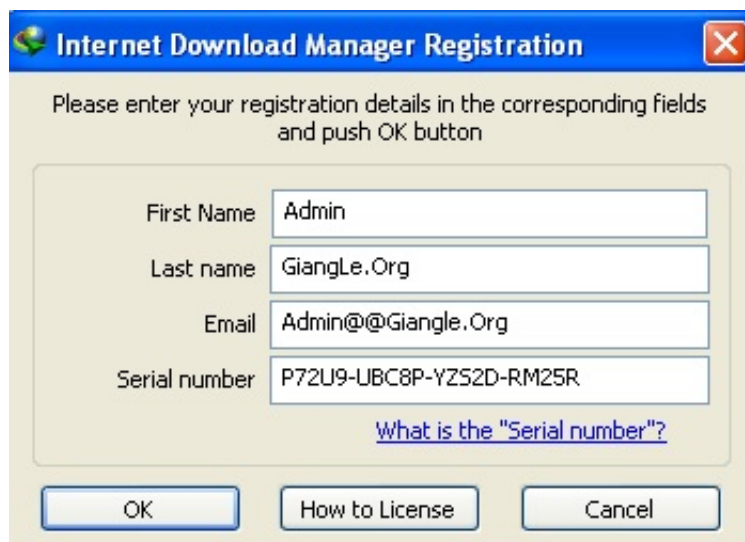 Internet Download Manager Registration
Please enter your registration details in the corresponding fields
and push OK button
First Name Admin
Last name GiangLe.Org
Email Admin@@Giangle.Org
Serial number P72U9-UBC8P-YZS2D-RM25R
What is the "Serial number"?
OK How to License Cancel